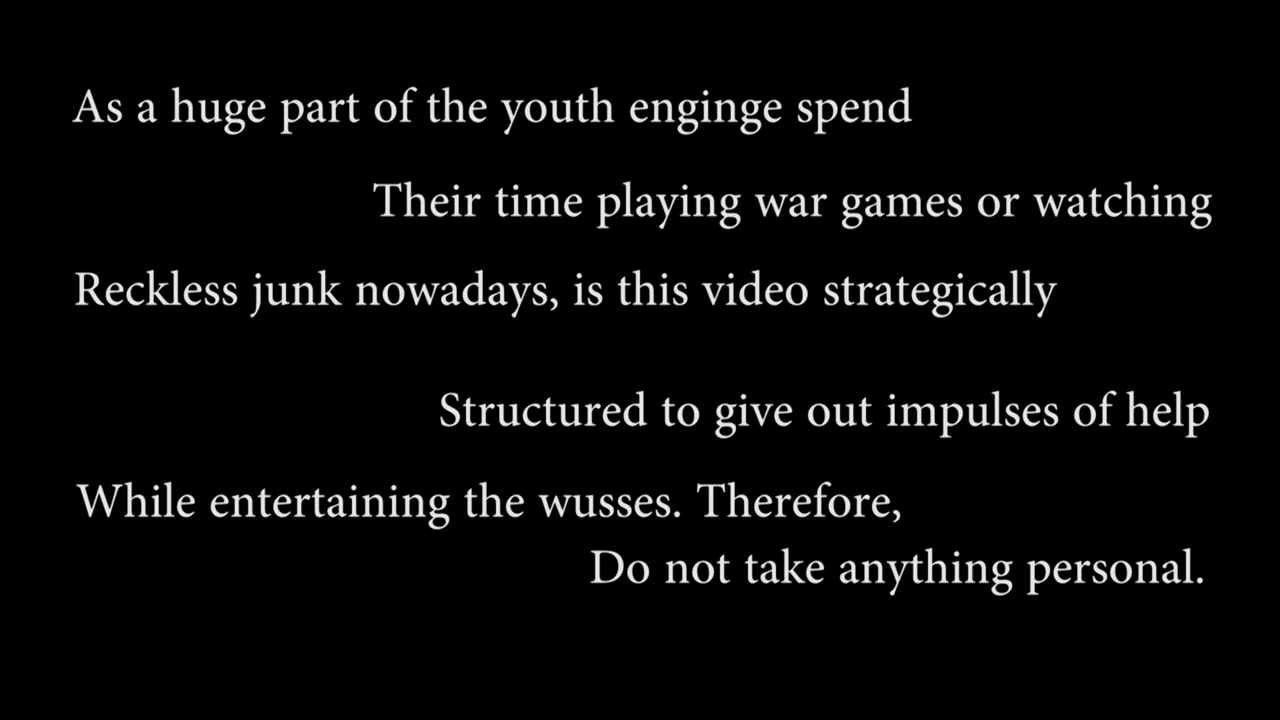 As a huge part of the youth enginge spend
Their time playing war games or watching
Reckless junk nowadays, is this video strategically
Structured to give out impulses of help
While entertaining the wusses. Therefore,
Do not take anything personal.